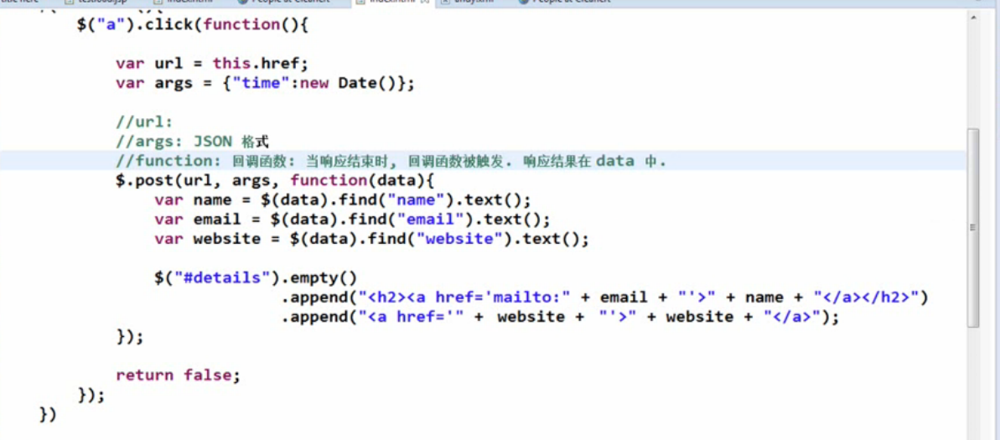 $("a").click(function(){
var url = this.href;
var args = {"time":new Date()};
//url:
//args: JSON 格式
//function: 回调函数: 当响应结束时, 回调函数被触发. 响应结果在 data 中.
$.post(url, args, function(data){
var name = $(data).find("name").text();
var email = $(data).find("email").text();
var website = $(data).find("website").text();
$("#details").empty()
.append("<h2><a href='mailto:" + email + "'>" + name + "</a></h2>")
.append("<a href='" + website + "'>" + website + "</a>");
});
return false;
});
})